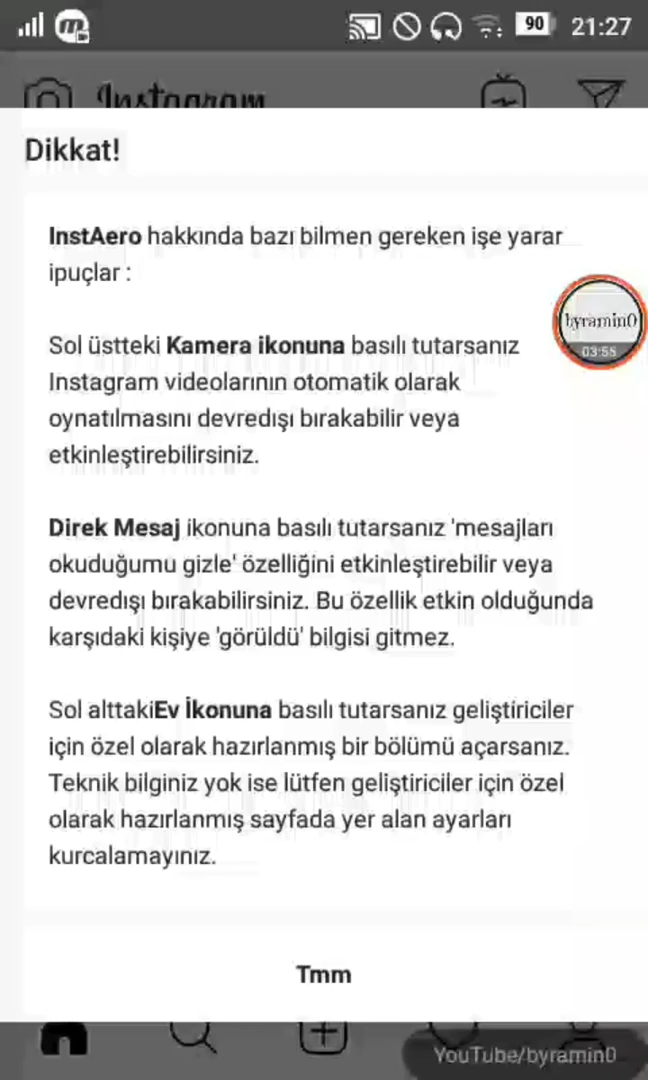 90 21:27
Instagram
Dikkat!
InstAero hakkında bazı bilmen gereken işe yarar
ipuçlar :
byramin0
03:55
Sol üstteki Kamera ikonuna basılı tutarsanız
Instagram videolarının otomatik olarak
oynatılmasını devredışı bırakabilir veya
etkinleştirebilirsiniz.
Direk Mesaj ikonuna basılı tutarsanız 'mesajları
okuduğumu gizle' özelliğini etkinleştirebilir veya
devredışı bırakabilirsiniz. Bu özellik etkin olduğunda
karşıdaki kişiye 'görüldü' bilgisi gitmez.
Sol alttakiEv İkonuna basılı tutarsanız geliştiriciler
için özel olarak hazırlanmış bir bölümü açarsanız.
Teknik bilginiz yok ise lütfen geliştiriciler için özel
olarak hazırlanmış sayfada yer alan ayarları
kurcalamayınız.
Tmm
YouTube/byramin0